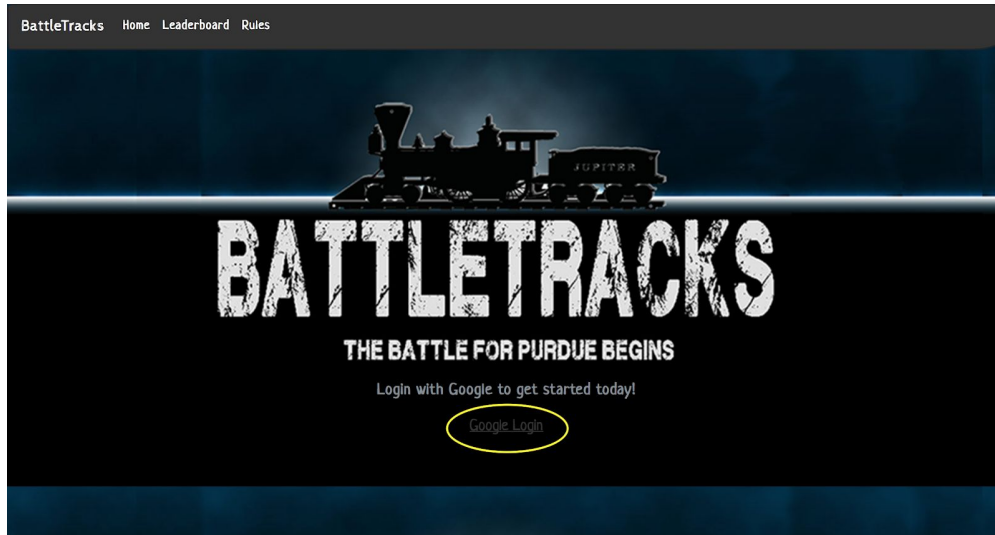 BattleTracks Home Leaderboard Rules
JUPITER
BATTLETRACKS
THE BATTLE FOR PURDUE BEGINS
Login with Google to get started today!
Google Login